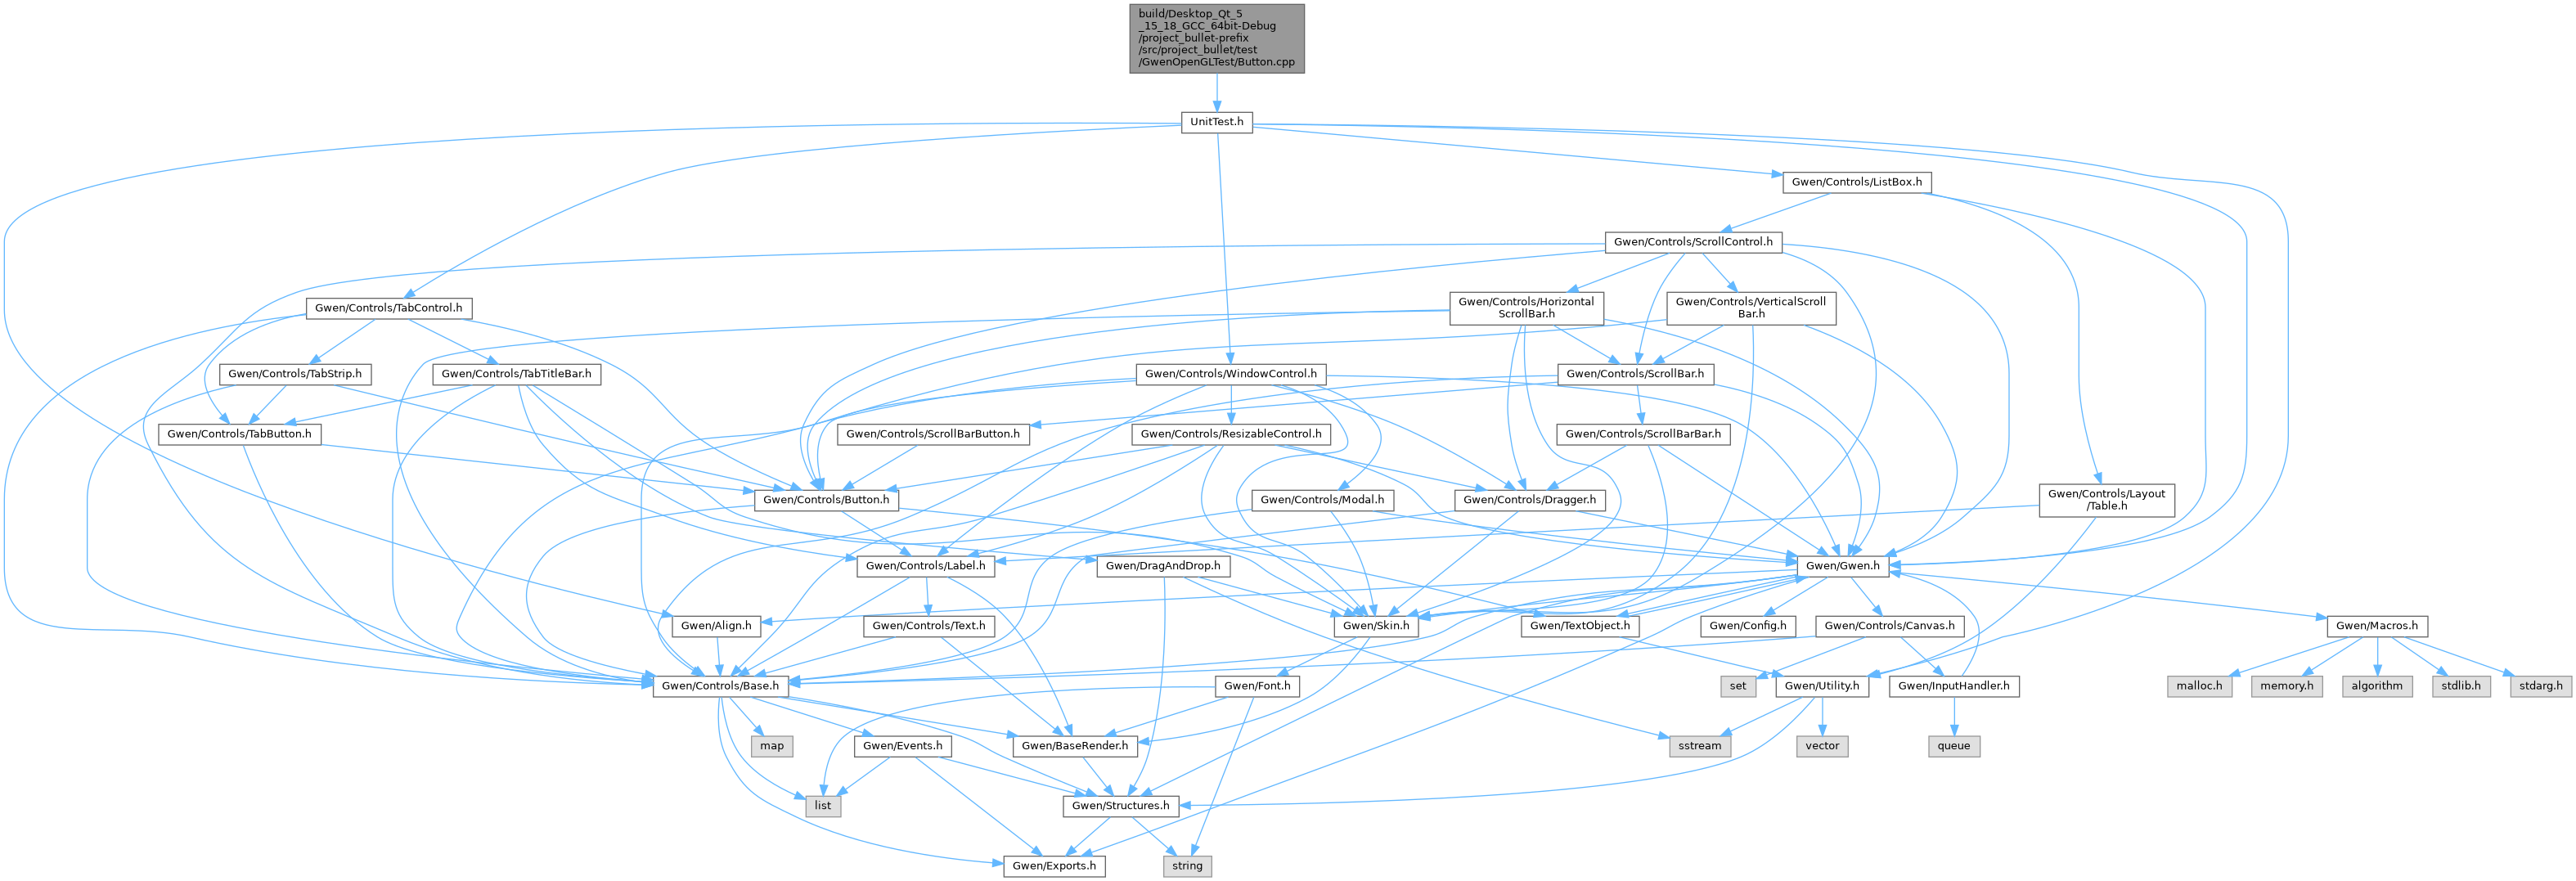 build/Desktop_Qt_5
_15_18_GCC_64bit-Debug
/project_bullet-prefix
/src/project_bullet/test
/GwenOpenGLTest/Button.cpp
UnitTest.h
Gwen/Controls/ListBox.h
Gwen/Controls/ScrollControl.h
Gwen/Controls/TabControl.h
Gwen/Controls/Horizontal
ScrollBar.h
Gwen/Controls/VerticalScroll
Bar.h
Gwen/Controls/TabStrip.h
Gwen/Controls/TabTitleBar.h
Gwen/Controls/WindowControl.h
Gwen/Controls/ScrollBar.h
Gwen/Controls/TabButton.h
Gwen/Controls/ScrollBarButton.h
Gwen/Controls/ResizableControl.h
Gwen/Controls/ScrollBarBar.h
Gwen/Controls/Button.h
Gwen/Controls/Modal.h
Gwen/Controls/Dragger.h
Gwen/Controls/Layout
/Table.h
Gwen/Controls/Label.h
Gwen/DragAndDrop.h
Gwen/Gwen.h
Gwen/Align.h
Gwen/Controls/Text.h
Gwen/Skin.h
Gwen/TextObject.h
Gwen/Config.h
Gwen/Controls/Canvas.h
Gwen/Macros.h
Gwen/Controls/Base.h
Gwen/Font.h
set
Gwen/Utility.h
Gwen/InputHandler.h
malloc.h
memory.h
algorithm
stdlib.h
stdarg.h
map
Gwen/Events.h
Gwen/BaseRender.h
sstream
vector
queue
list
Gwen/Structures.h
Gwen/Exports.h
string